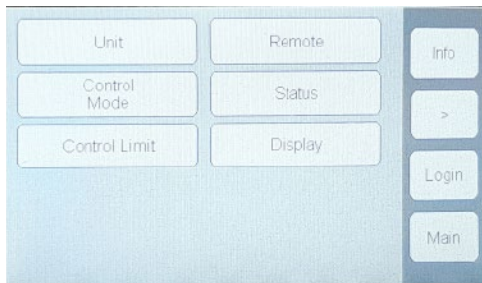 Unit
Remote
Info
Control
Mode
Status
>
Control Limit
Display
Login
Main